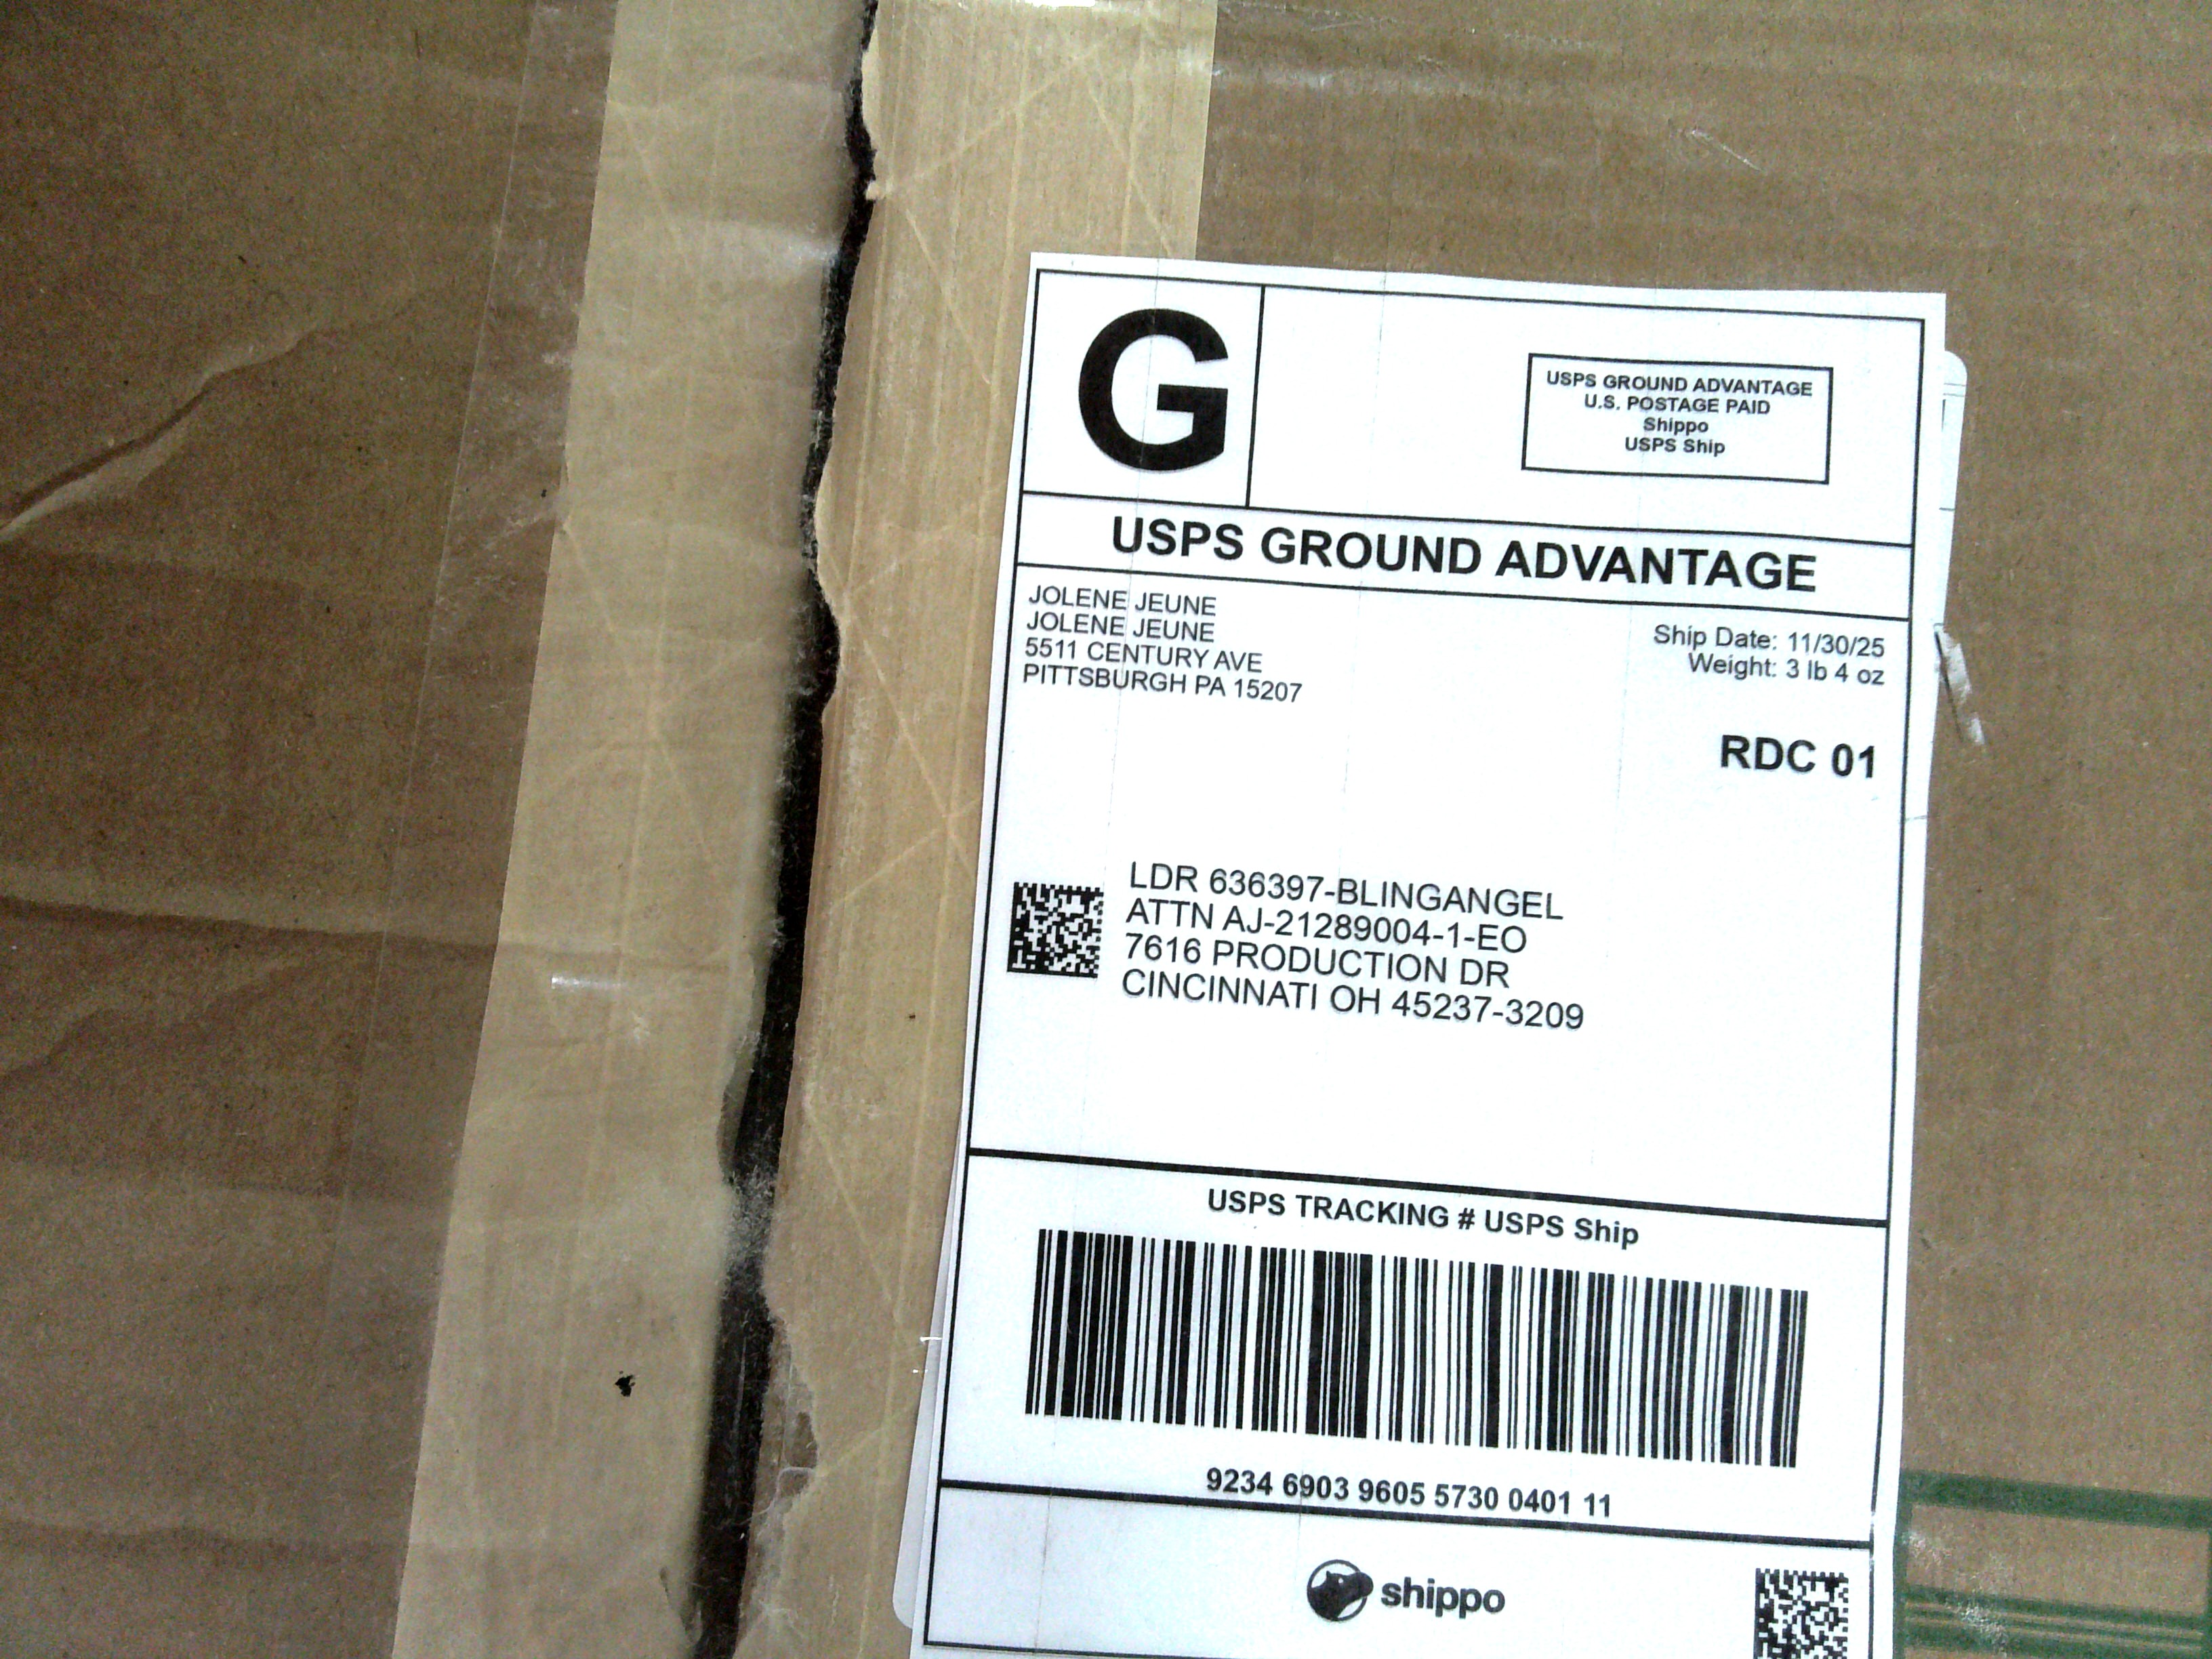 G
USPS GROUND ADVANTAGE
U.S. POSTAGE PAID
Shippo
USPS Ship
USPS GROUND ADVANTAGE
JOLENE JEUNE
JOLENE JEUNE
5511 CENTURY AVE
PITTSBURGH PA 15207
Ship Date: 11/30/25
Weight: 3 lb 4 oz
RDC 01
LDR 636397-BLINGANGEL
ATTN AJ-21289004-1-EO
7616 PRODUCTION DR
CINCINNATI OH 45237-3209
USPS TRACKING # USPS Ship
9234 6903 9605 5730 0401 11
shippo